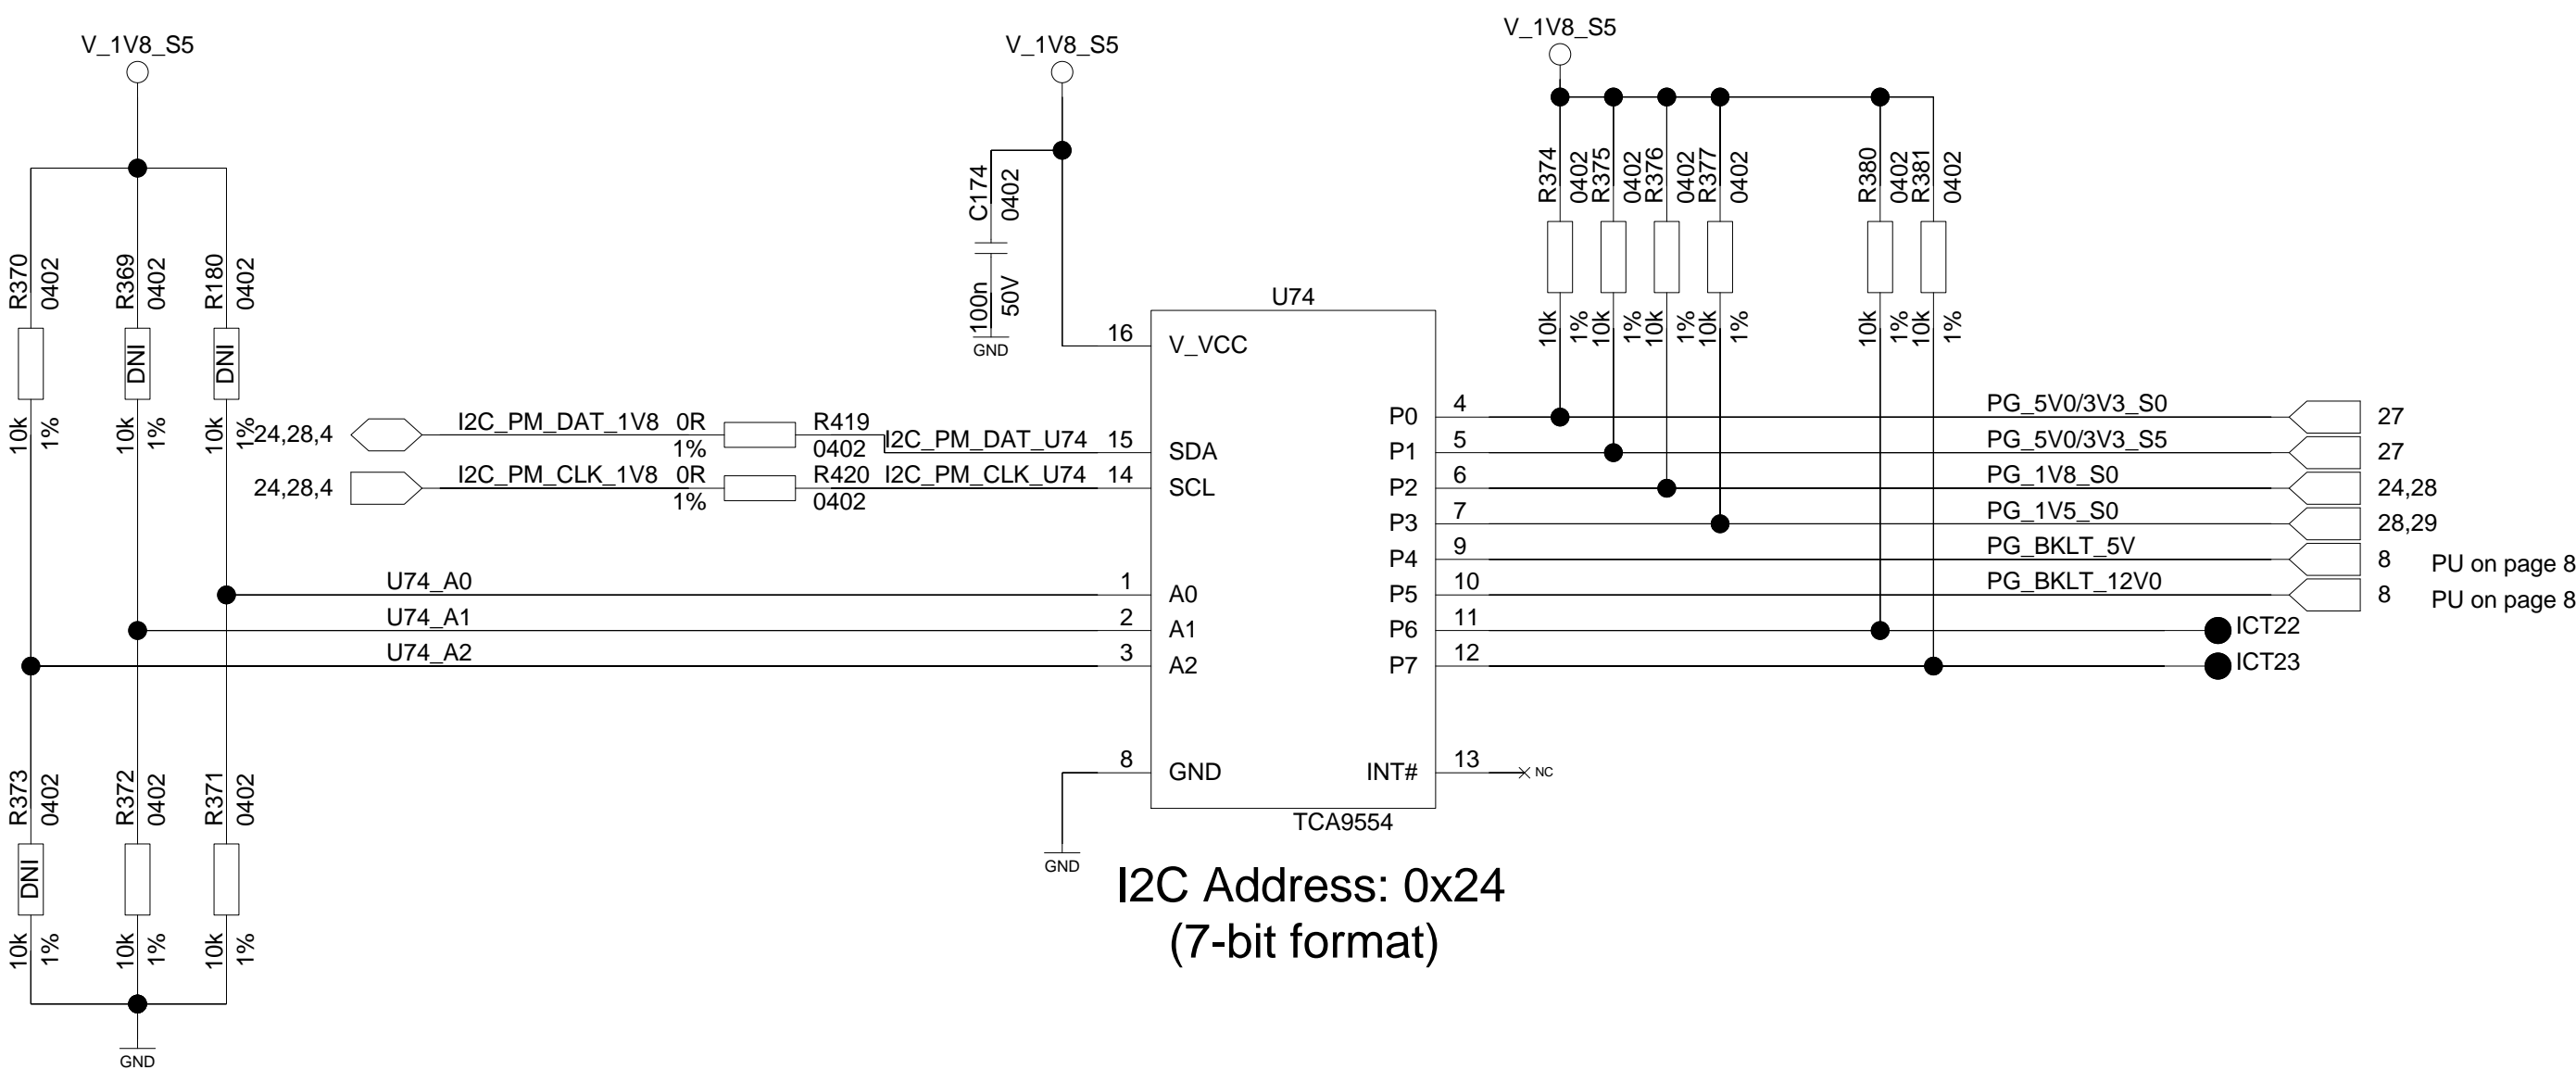 V_1V8_S5
V_1V8_S5
V_1V8_S5
R370
0402
10k
1%
R369
0402
DNI
10k
1%
R180
0402
DNI
10k
1%
C174
0402
100n
50V
GND
R374
0402
10k
1%
R375
0402
10k
1%
R376
0402
10k
1%
R377
0402
10k
1%
R380
0402
10k
1%
R381
0402
10k
1%
U74
16 V_VCC
24,28,4 I2C_PM_DAT_1V8 0R 1% R419 0402 I2C_PM_DAT_U74 15 SDA
24,28,4 I2C_PM_CLK_1V8 0R 1% R420 0402 I2C_PM_CLK_U74 14 SCL
U74_A0 1 A0
U74_A1 2 A1
U74_A2 3 A2
8 GND
GND
P0 4 PG_5V0/3V3_S0 27
P1 5 PG_5V0/3V3_S5 27
P2 6 PG_1V8_S0 24,28
P3 7 PG_1V5_S0 28,29
P4 9 PG_BKLT_5V 8 PU on page 8
P5 10 PG_BKLT_12V0 8 PU on page 8
P6 11 ICT22
P7 12 ICT23
INT# 13 NC
TCA9554
R373
0402
DNI
10k
1%
R372
0402
10k
1%
R371
0402
10k
1%
GND
I2C Address: 0x24
(7-bit format)